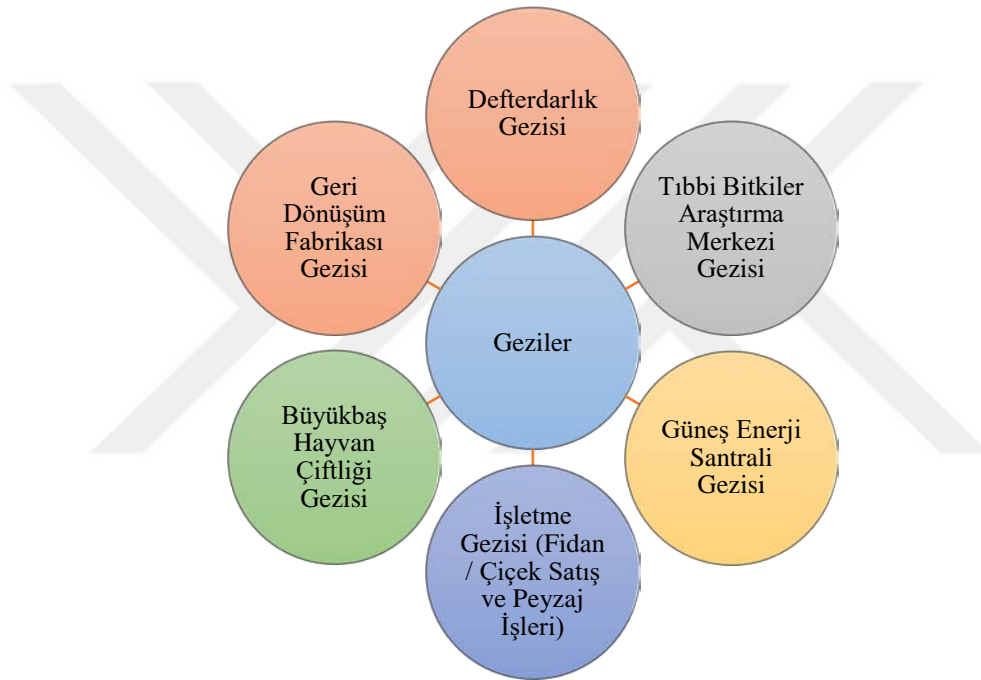 Defterdarlık
Gezisi
Tıbbi Bitkiler
Araştırma
Merkezi
Gezisi
Güneş Enerji
Santrali
Gezisi
İşletme
Gezisi (Fidan
/ Çiçek Satış
ve Peyzaj
İşleri)
Büyükbaş
Hayvan
Çiftliği
Gezisi
Geri
Dönüşüm
Fabrikası
Gezisi
Geziler